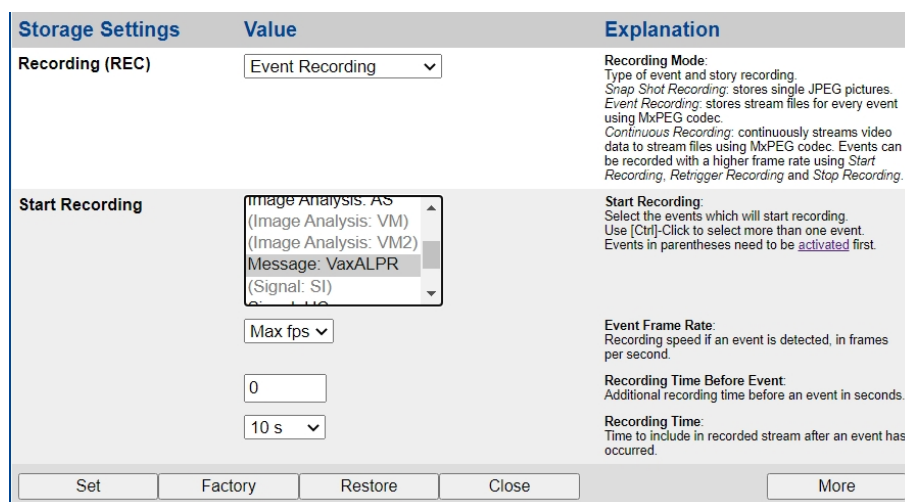 Storage Settings Value Explanation
Recording (REC)
Event Recording
Recording Mode:
Type of event and story recording.
Snap Shot Recording: stores single JPEG pictures.
Event Recording: stores stream files for every event
using MxPEG codec.
Continuous Recording: continuously streams video
data to stream files using MxPEG codec. Events can
be recorded with a higher frame rate using Start
Recording, Retrigger Recording and Stop Recording.
Start Recording
Image Analysis: AS
(Image Analysis: VM)
(Image Analysis: VM2)
Message: VaxALPR
(Signal: SI)
Start Recording:
Select the events which will start recording.
Use [Ctrl]-Click to select more than one event.
Events in parentheses need to be activated first.
Max fps
Event Frame Rate:
Recording speed if an event is detected, in frames
per second.
0
Recording Time Before Event:
Additional recording time before an event in seconds.
10 s
Recording Time:
Time to include in recorded stream after an event has
occurred.
Set Factory Restore Close More